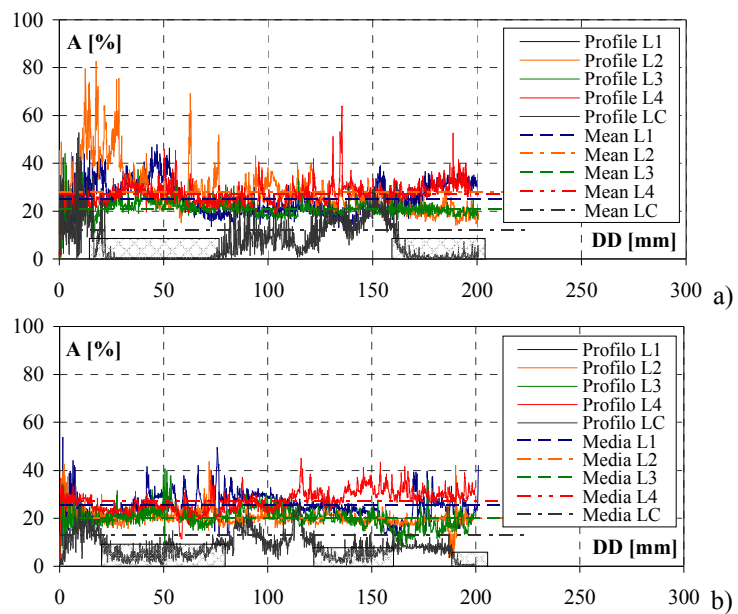 100
A [%]
80
60
40
20
0
0
50
100
150
200
250
300
DD [mm]
Profile L1
Profile L2
Profile L3
Profile L4
Profile LC
Mean L1
Mean L2
Mean L3
Mean L4
Mean LC
a)
100
A [%]
80
60
40
20
0
0
50
100
150
200
250
300
DD [mm]
Profilo L1
Profilo L2
Profilo L3
Profilo L4
Profilo LC
Media L1
Media L2
Media L3
Media L4
Media LC
b)